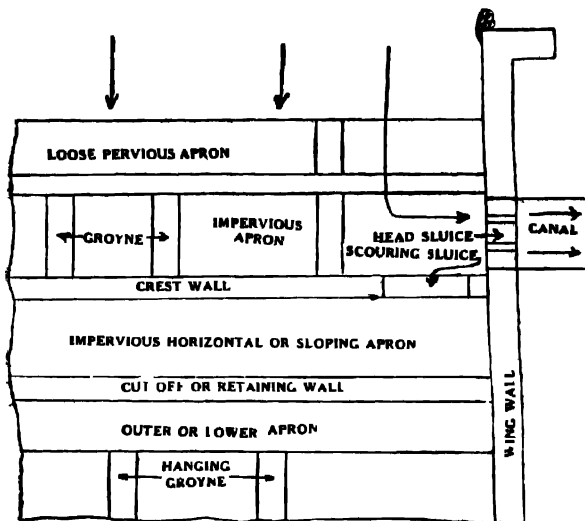 LOOSE PERVIOUS APRON
GROYNE
IMPERVIOUS
APRON
HEAD SLUICE
SCOURING SLUICE
CANAL
CREST WALL
IMPERVIOUS HORIZONTAL OR SLOPING APRON
CUT OFF OR RETAINING WALL
OUTER OR LOWER APRON
HANGING
GROYNE
WING WALL